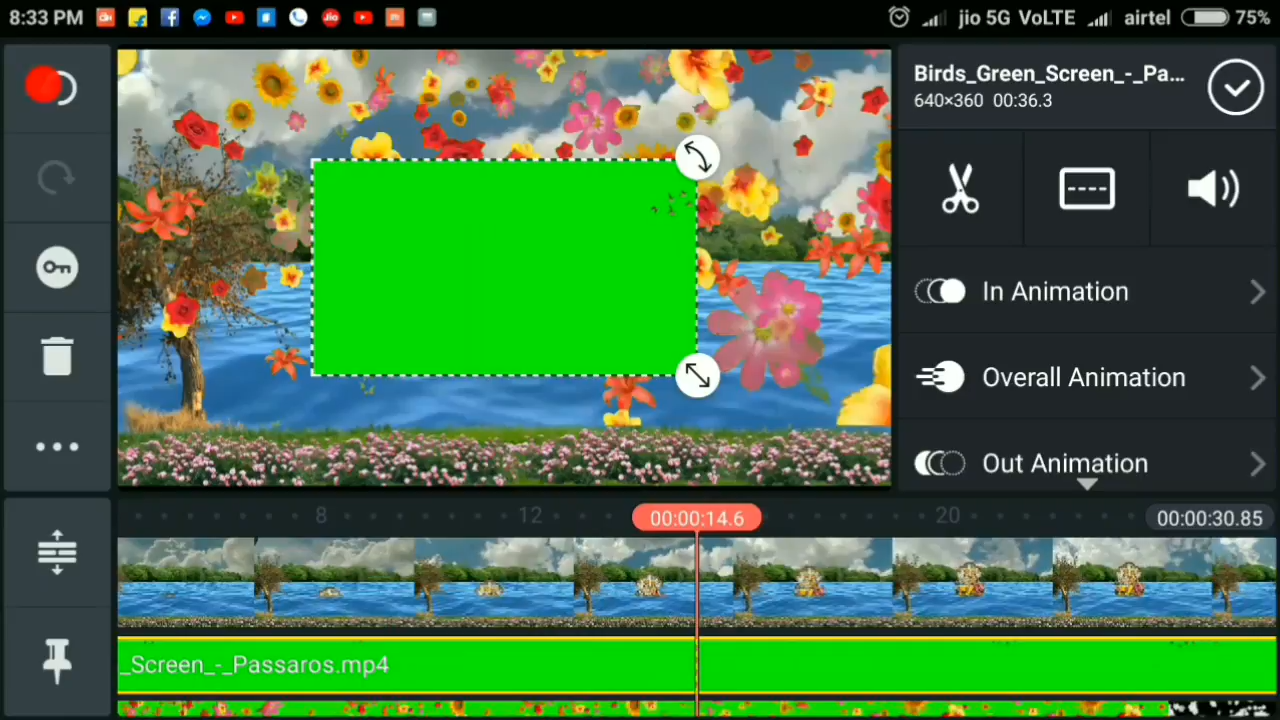 8:33 PM jio 5G VoLTE airtel 75%
Birds_Green_Screen_-_Pa...
640×360 00:36.3
In Animation
Overall Animation
Out Animation
8 12 00:00:14.6 20 00:00:30.85
_Screen_-_Passaros.mp4